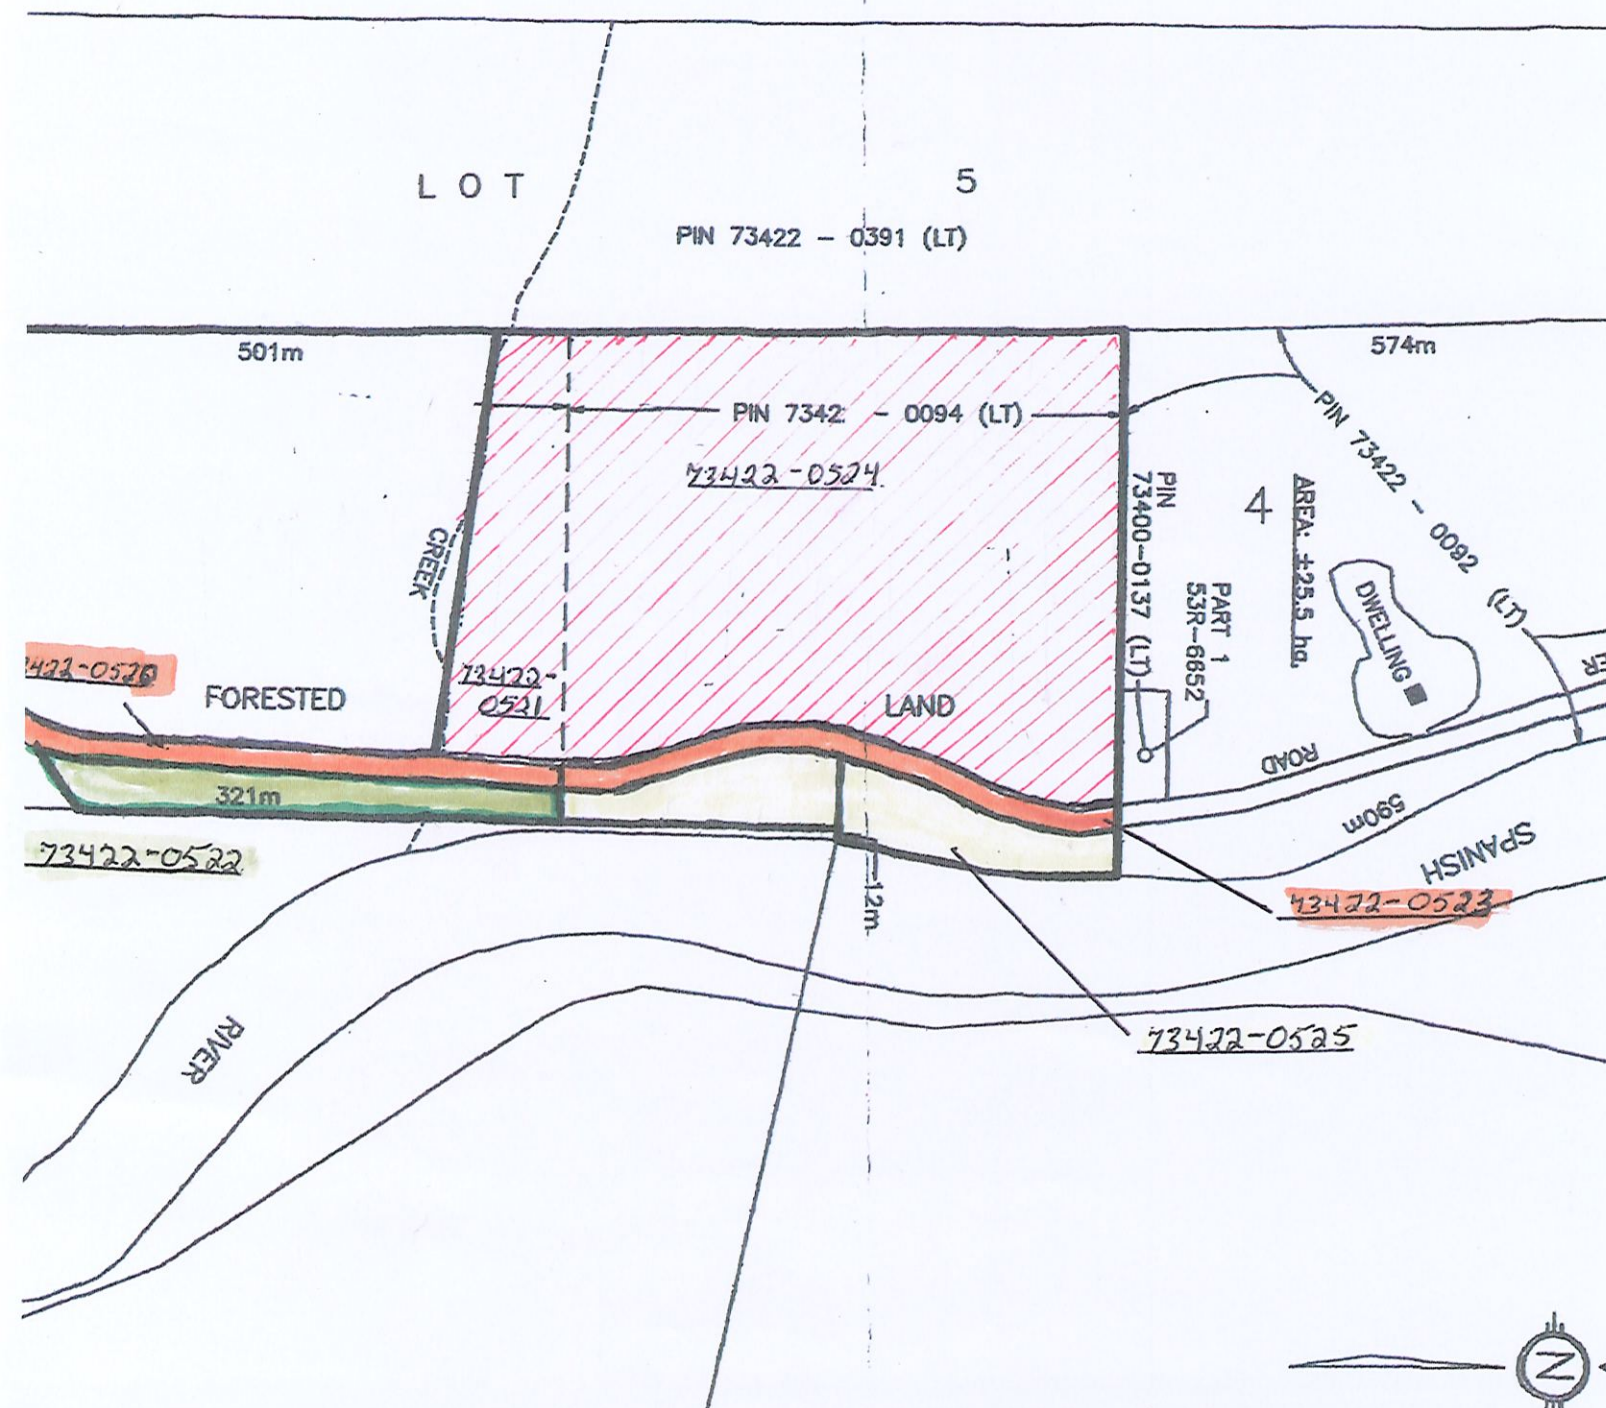 LOT 5
PIN 73422 - 0391 (LT)
501m
574m
PIN 7342 - 0094 (LT)
73422-0524
PIN 73422 - 0092 (LT)
PIN
73400-0137 (LT)
4
AREA: ±25.5 ha.
PART 1
53R-6652
DWELLING
CREEK
73422-
0521
FORESTED
LAND
ROAD
321m
590m
SPANISH
73422-0522
12m
73422-0523
73422-0525
RIVER
N